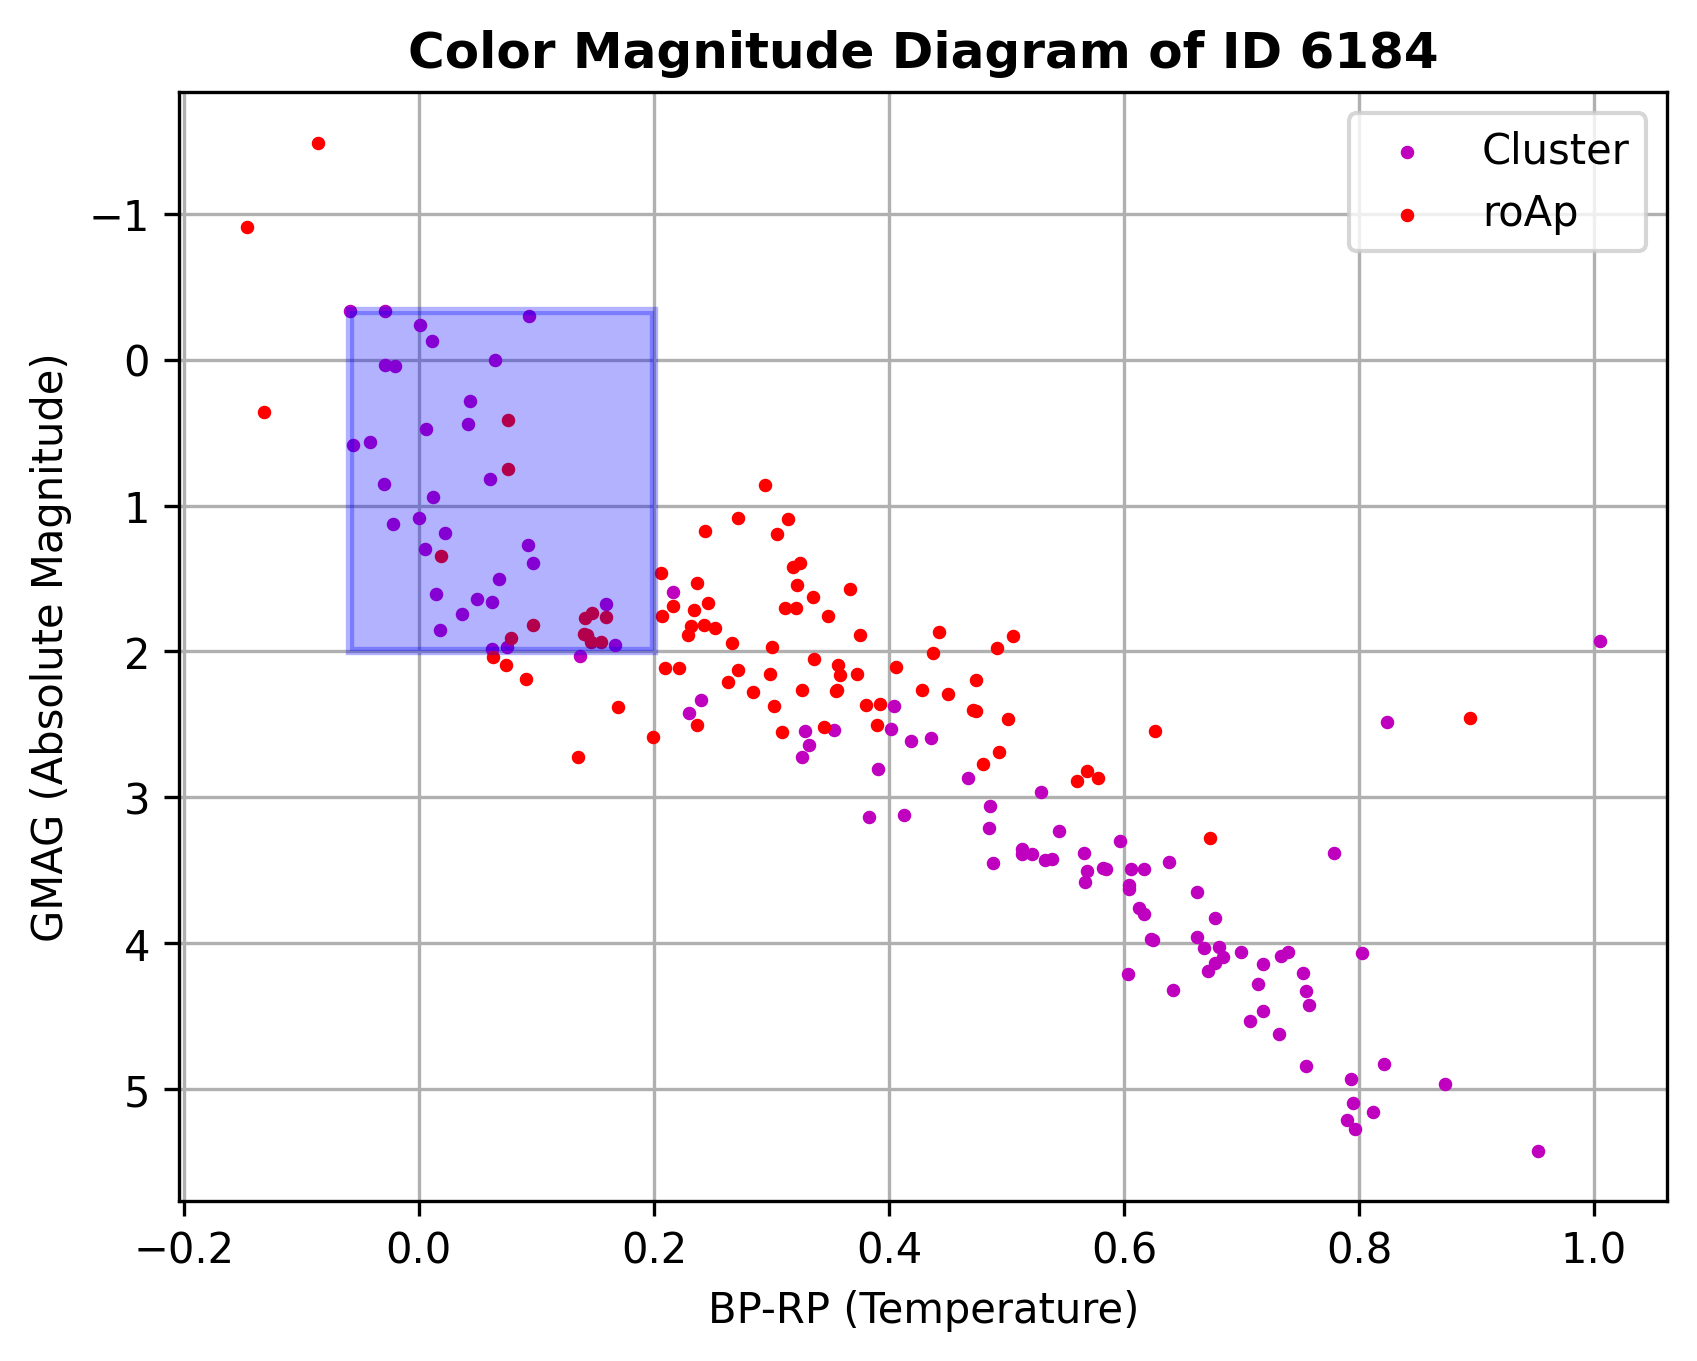 Color Magnitude Diagram of ID 6184
Cluster
roAp
−1
0
1
2
3
4
5
GMAG (Absolute Magnitude)
−0.2 0.0 0.2 0.4 0.6 0.8 1.0
BP-RP (Temperature)